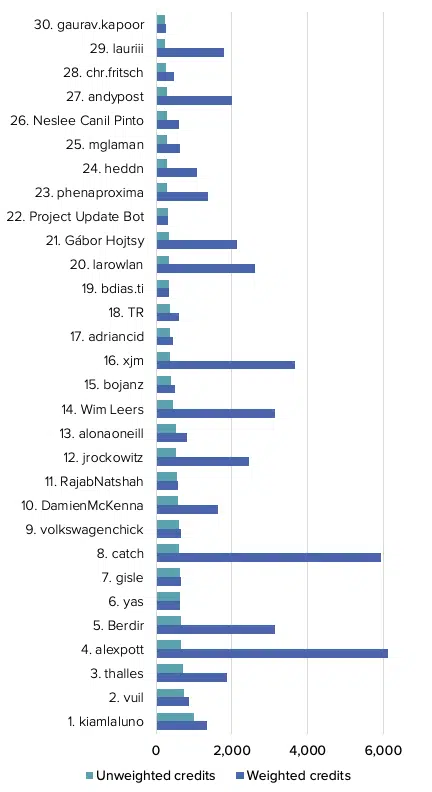 30. gaurav.kapoor
29. lauriii
28. chr.fritsch
27. andypost
26. Neslee Canil Pinto
25. mglaman
24. heddn
23. phenaproxima
22. Project Update Bot
21. Gábor Hojtsy
20. larowlan
19. bdias.ti
18. TR
17. adriancid
16. xjm
15. bojanz
14. Wim Leers
13. alonaoneill
12. jrockowitz
11. RajabNatshah
10. DamienMcKenna
9. volkswagenchick
8. catch
7. gisle
6. yas
5. Berdir
4. alexpott
3. thalles
2. vuil
1. kiamlaluno
0 2,000 4,000 6,000
Unweighted credits Weighted credits